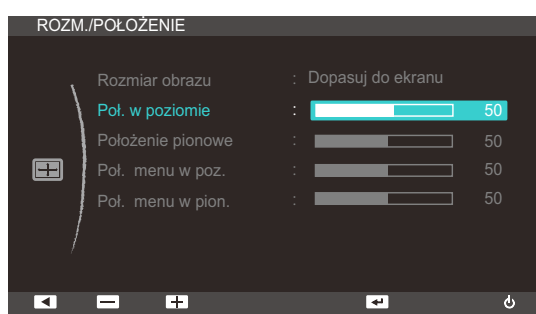 ROZM./POŁOŻENIE
Rozmiar obrazu : Dopasuj do ekranu
Poł. w poziomie : 50
Położenie pionowe : 50
Poł. menu w poz. : 50
Poł. menu w pion. : 50